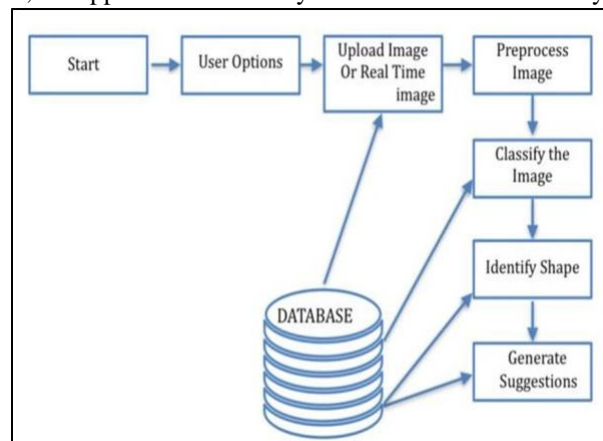 Start
User Options
Upload Image
Or Real Time
image
Preprocess
Image
Classify the
Image
Identify Shape
DATABASE
Generate
Suggestions